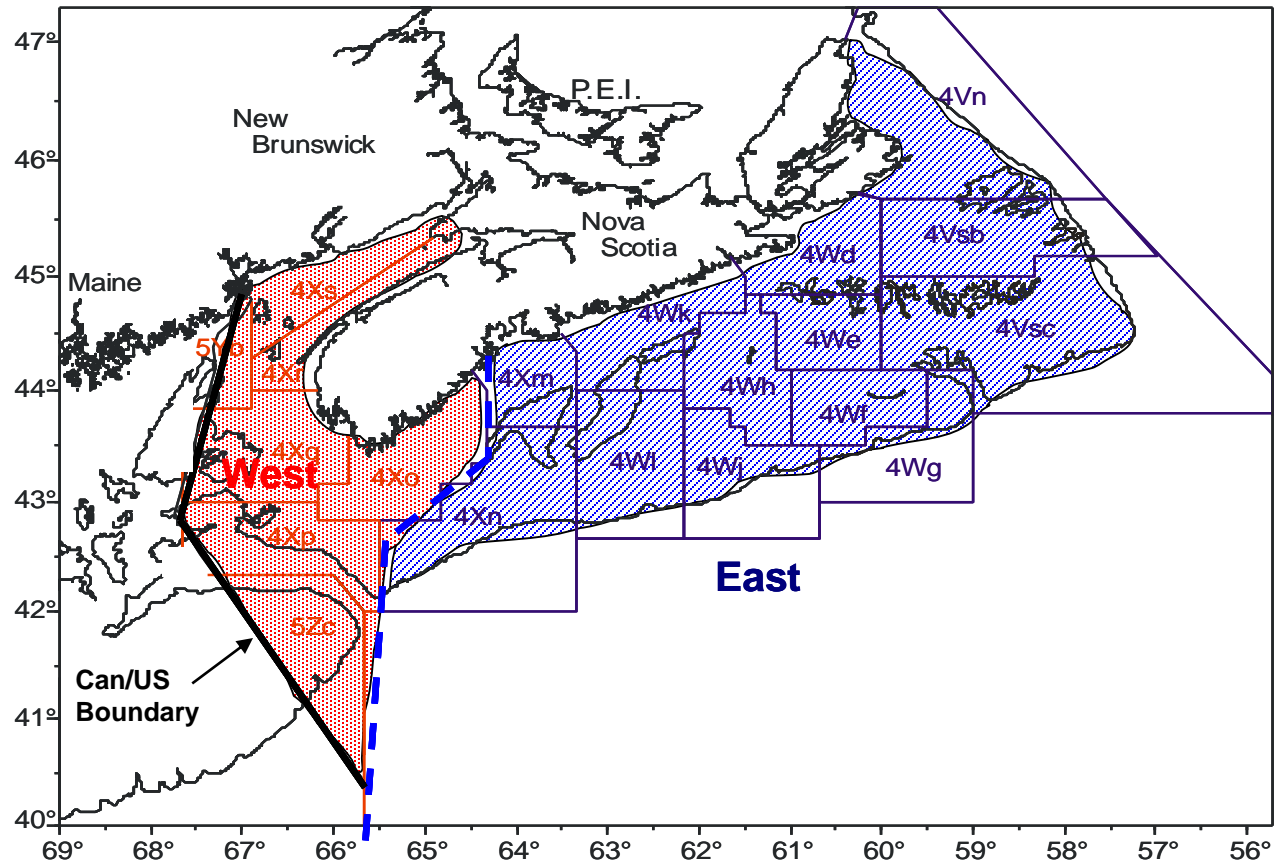 47°
P.E.I.
4Vn
New
Brunswick
46°
Nova
Scotia
4Vsb
4Wd
45°
Maine
4Xs
4Wk
4Vsc
4We
5Yb
4Xr
4Xm
4Wh
44°
4Wf
4Xq
West
4Xo
4Wl
4Wj
4Wg
43°
4Xn
4Xp
East
42°
5Zc
Can/US
Boundary
41°
40°
69° 68° 67° 66° 65° 64° 63° 62° 61° 60° 59° 58° 57° 56°